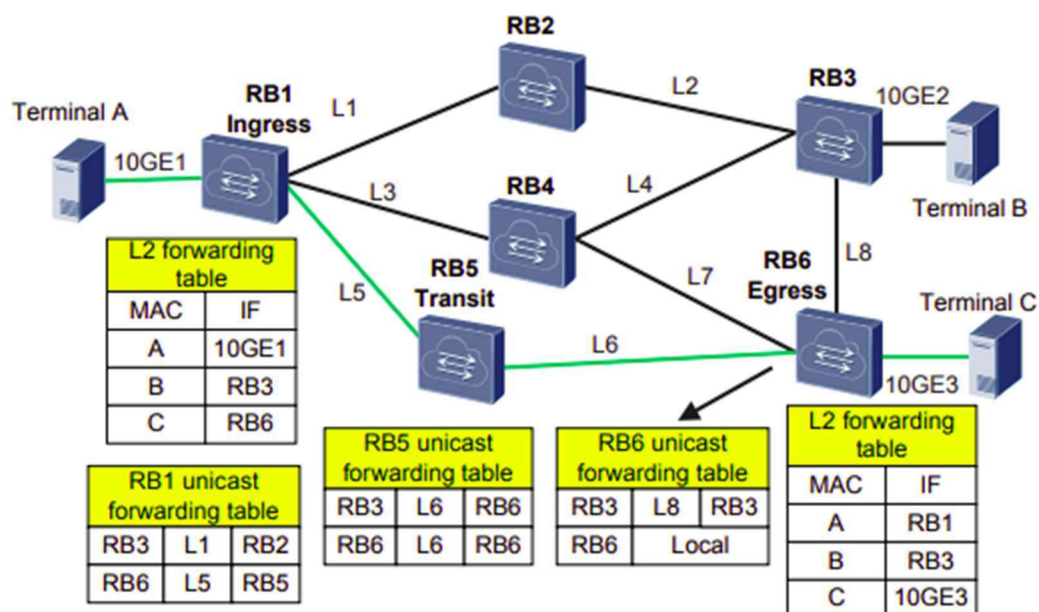 RB2
RB3
RB1
Ingress
Terminal A
L1
L2
10GE2
10GE1
L3
RB4
L4
Terminal B
L2 forwarding
table
MAC IF
A 10GE1
B RB3
C RB6
L5
RB5
Transit
L7
RB6
Egress
L8
Terminal C
L6
10GE3
RB1 unicast
forwarding table
RB3 L1 RB2
RB6 L5 RB5
RB5 unicast
forwarding table
RB3 L6 RB6
RB6 L6 RB6
RB6 unicast
forwarding table
RB3 L8 RB3
RB6 Local
L2 forwarding
table
MAC IF
A RB1
B RB3
C 10GE3